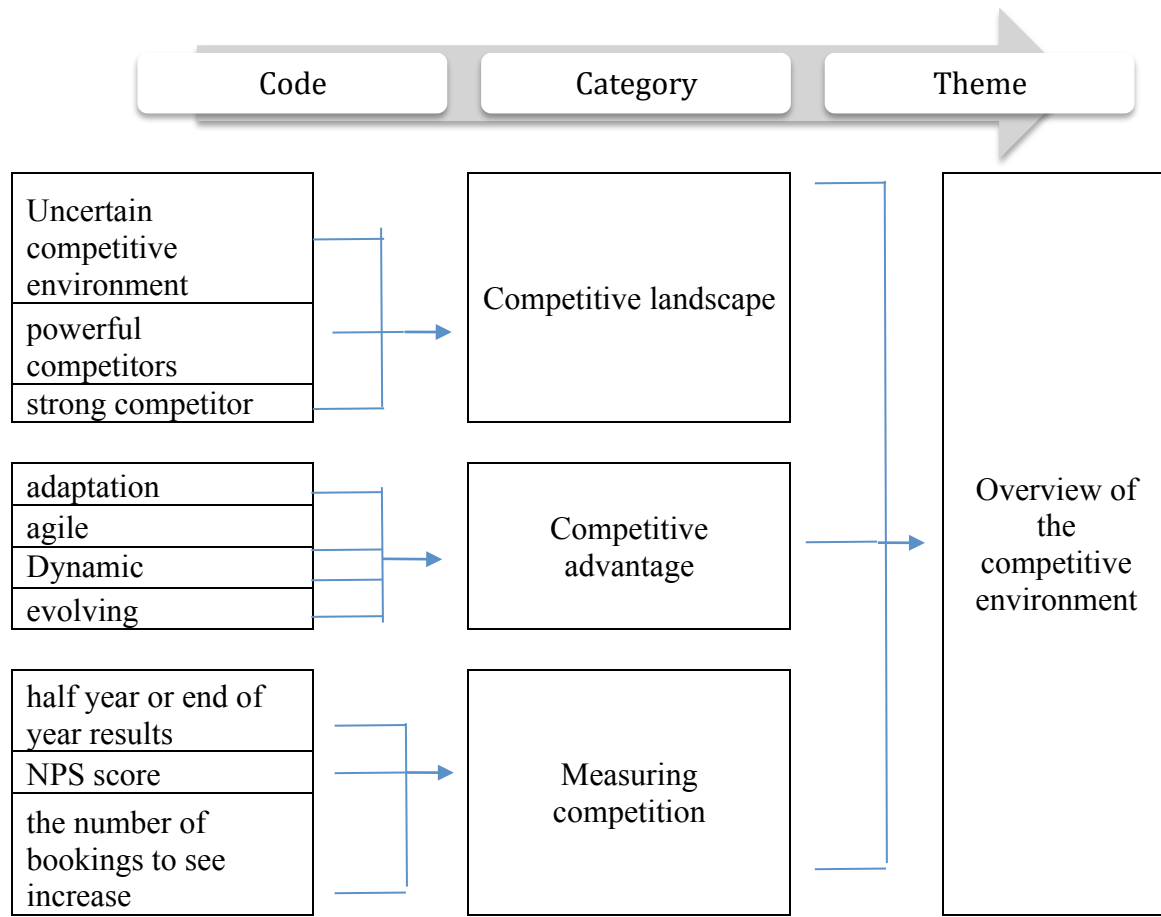 Code
Category
Theme
Uncertain
competitive
environment
powerful
competitors
strong competitor
Competitive landscape
adaptation
agile
Dynamic
evolving
Competitive
advantage
half year or end of
year results
NPS score
the number of
bookings to see
increase
Measuring
competition
Overview of
the
competitive
environment